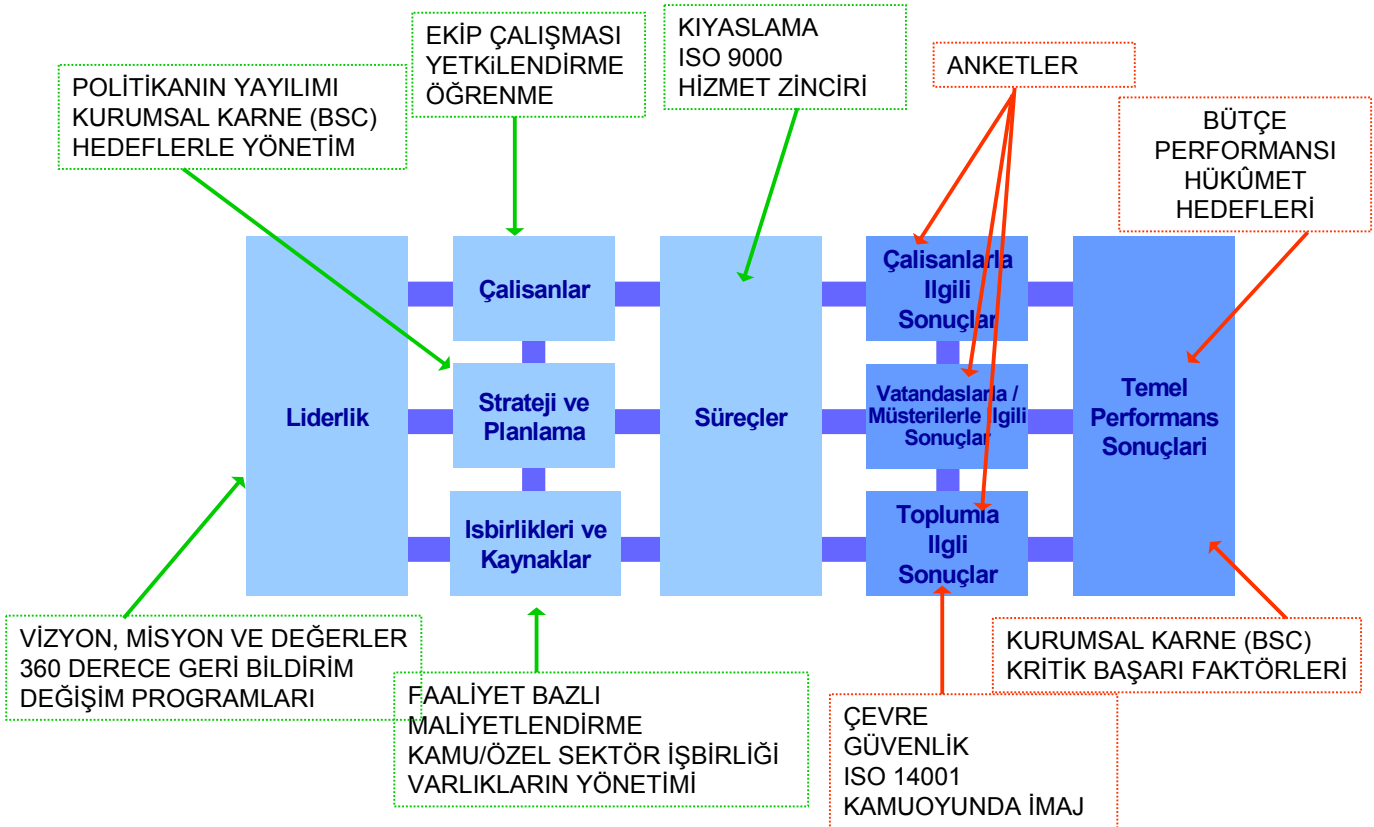 EKİP ÇALIŞMASI
YETKiLENDİRME
ÖĞRENME
KIYASLAMA
ISO 9000
HİZMET ZİNCİRİ
ANKETLER
POLİTİKANIN YAYILIMI
KURUMSAL KARNE (BSC)
HEDEFLERLE YÖNETİM
BÜTÇE
PERFORMANSI
HÜKÛMET
HEDEFLERİ
Liderlik
Çalisanlar
Strateji ve
Planlama
Isbirlikleri ve
Kaynaklar
Süreçler
Çalisanlarla
Ilgili
Sonuçlar
Vatandaslarla /
Müsterilerle Ilgili
Sonuçlar
Toplumla
Ilgli
Sonuçlar
Temel
Performans
Sonuçlari
VİZYON, MİSYON VE DEĞERLER
360 DERECE GERİ BİLDİRİM
DEĞİŞİM PROGRAMLARI
FAALİYET BAZLI
MALİYETLENDİRME
KAMU/ÖZEL SEKTÖR İŞBİRLİĞİ
VARLIKLARIN YÖNETİMİ
ÇEVRE
GÜVENLİK
ISO 14001
KAMUOYUNDA İMAJ
KURUMSAL KARNE (BSC)
KRİTİK BAŞARI FAKTÖRLERİ